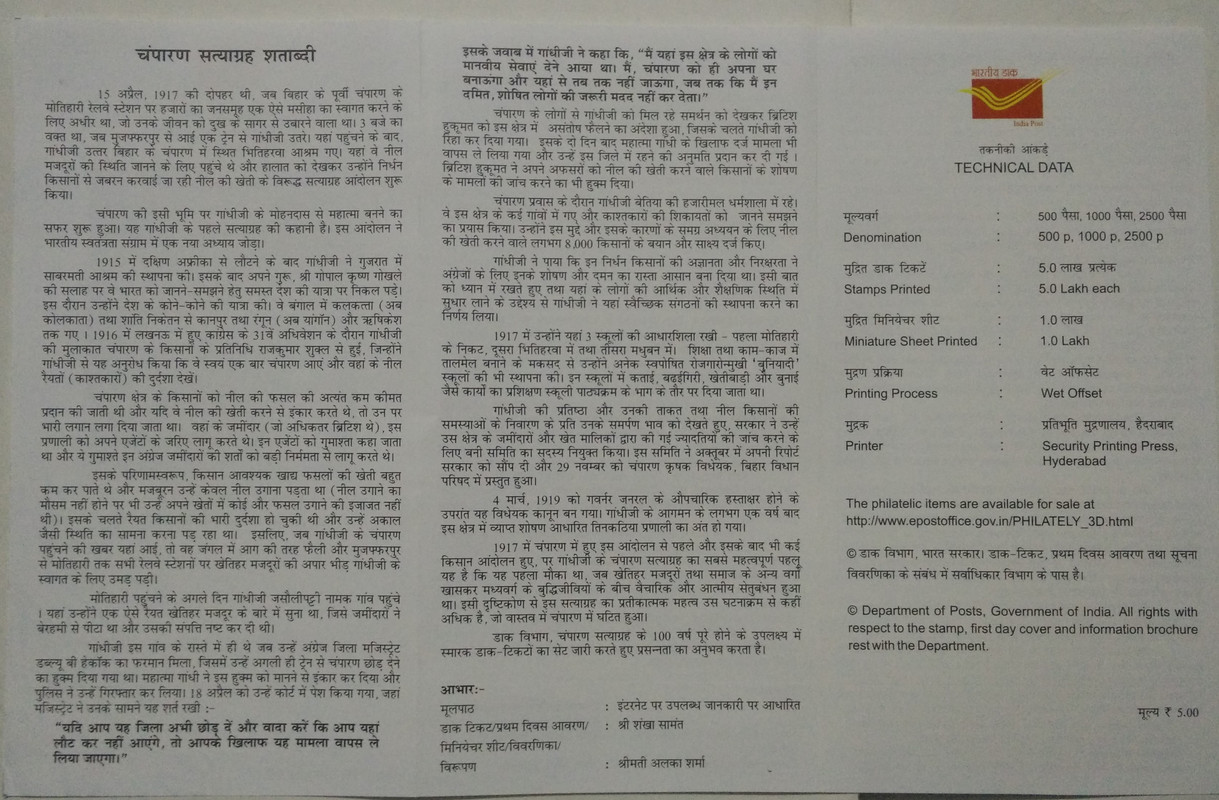 चंपारण सत्याग्रह शताब्दी
15 अप्रैल, 1917 की दोपहर थी, जब बिहार के पूर्वी चंपारण के
मोतिहारी रेलवे स्टेशन पर हजारों का जनसमूह एक ऐसे मसीहा का स्वागत करने के
लिए अधीर था, जो उनके जीवन को दुख के सागर से उबारने वाला था। 3 बजे का
वक्त था, जब मुजफ्फरपुर से आई एक ट्रेन से गांधीजी उतरे। यहां पहुंचने के बाद,
गांधीजी उत्तर बिहार के चंपारण में स्थित भितिहरवा आश्रम गए। यहां वे नील
मजदूरों की स्थिति जानने के लिए पहुंचे थे और हालात को देखकर उन्होंने निर्धन
किसानों से जबरन करवाई जा रही नील की खेती के विरूद्ध सत्याग्रह आंदोलन शुरू
किया।
चंपारण की इसी भूमि पर गांधीजी के मोहनदास से महात्मा बनने का
सफर शुरू हुआ। यह गांधीजी के पहले सत्याग्रह की कहानी है। इस आंदोलन ने
भारतीय स्वतंत्रता संग्राम में एक नया अध्याय जोड़ा।
1915 में दक्षिण अफ्रीका से लौटने के बाद गांधीजी ने गुजरात में
साबरमती आश्रम की स्थापना की। इसके बाद अपने गुरू, श्री गोपाल कृष्ण गोखले
की सलाह पर वे भारत को जानने-समझने हेतु समस्त देश की यात्रा पर निकल पड़े।
इस दौरान उन्होंने देश के कोने-कोने की यात्रा की। वे बंगाल में कलकत्ता (अब
कोलकाता) तथा शांति निकेतन से कानपुर तथा रंगून (अब यांगॉन) और ऋषिकेश
तक गए । 1916 में लखनऊ में हुए कांग्रेस के 31वें अधिवेशन के दौरान गांधीजी
की मुलाकात चंपारण के किसानों के प्रतिनिधि राजकुमार शुक्ल से हुई, जिन्होंने
गांधीजी से यह अनुरोध किया कि वे स्वयं एक बार चंपारण आएं और वहां के नील
रैयतों (काश्तकारों) की दुर्दशा देखें।
चंपारण क्षेत्र के किसानों को नील की फसल की अत्यंत कम कीमत
प्रदान की जाती थी और यदि वे नील की खेती करने से इंकार करते थे, तो उन पर
भारी लगान लगा दिया जाता था। वहां के जमींदार (जो अधिकतर ब्रिटिश थे), इस
प्रणाली को अपने एजेंटों के जरिए लागू करते थे। इन एजेंटों को गुमाश्ता कहा जाता
था और ये गुमाश्ते इन अंग्रेज जमींदारों की शर्तों को बड़ी निर्ममता से लागू करते थे।
इसके परिणामस्वरूप, किसान आवश्यक खाद्य फसलों की खेती बहुत
कम कर पाते थे और मजबूरन उन्हें केवल नील उगाना पड़ता था (नील उगाने का
मौसम नहीं होने पर भी उन्हें अपने खेतों में कोई और फसल उगाने की इजाजत नहीं
थी)। इसके चलते रैयत किसानों की भारी दुर्दशा हो चुकी थी और उन्हें अकाल
जैसी स्थिति का सामना करना पड़ रहा था। इसलिए, जब गांधीजी के चंपारण
पहुंचने की खबर यहां आई, तो वह जंगल में आग की तरह फैली और मुजफ्फरपुर
से मोतिहारी तक सभी रेलवे स्टेशनों पर खेतिहर मजदूरों की अपार भीड़ गांधीजी के
स्वागत के लिए उमड़ पड़ी।
मोतिहारी पहुंचने के अगले दिन गांधीजी जसौलीपट्टी नामक गांव पहुंचे
। यहां उन्होंने एक ऐसे रैयत खेतिहर मजदूर के बारे में सुना था, जिसे जमींदारों ने
बेरहमी से पीटा था और उसकी संपत्ति नष्ट कर दी थी।
गांधीजी इस गांव के रास्ते में ही थे जब उन्हें अंग्रेज जिला मजिस्ट्रेट
डब्ल्यू बी हेकॉक का फरमान मिला, जिसमें उन्हें अगली ही ट्रेन से चंपारण छोड़ देने
का हुक्म दिया गया था। महात्मा गांधी ने इस हुक्म को मानने से इंकार कर दिया और
पुलिस ने उन्हें गिरफ्तार कर लिया। 18 अप्रैल को उन्हें कोर्ट में पेश किया गया, जहां
मजिस्ट्रेट ने उनके सामने यह शर्त रखी :-
“यदि आप यह जिला अभी छोड़ दें और वादा करें कि आप यहां
लौट कर नहीं आएंगे, तो आपके खिलाफ यह मामला वापस ले
लिया जाएगा।”
इसके जवाब में गांधीजी ने कहा कि, “मैं यहां इस क्षेत्र के लोगों को
मानवीय सेवाएं देने आया था। मैं, चंपारण को ही अपना घर
बनाऊंगा और यहां से तब तक नहीं जाऊंगा, जब तक कि मैं इन
दमित, शोषित लोगों की जरूरी मदद नहीं कर देता।”
चंपारण के लोगों से गांधीजी को मिल रहे समर्थन को देखकर ब्रिटिश
हुकूमत को इस क्षेत्र में असंतोष फैलने का अंदेशा हुआ, जिसके चलते गांधीजी को
रिहा कर दिया गया। इसके दो दिन बाद महात्मा गांधी के खिलाफ दर्ज मामला भी
वापस ले लिया गया और उन्हें इस जिले में रहने की अनुमति प्रदान कर दी गई ।
ब्रिटिश हुकूमत ने अपने अफसरों को नील की खेती करने वाले किसानों के शोषण
के मामलों की जांच करने का भी हुक्म दिया।
चंपारण प्रवास के दौरान गांधीजी बेतिया की हजारीमल धर्मशाला में रहे।
वे इस क्षेत्र के कई गांवों में गए और काश्तकारों की शिकायतों को जानने समझने
का प्रयास किया। उन्होंने इस मुद्दे और इसके कारणों के समग्र अध्ययन के लिए नील
की खेती करने वाले लगभग 8,000 किसानों के बयान और साक्ष्य दर्ज किए।
गांधीजी ने पाया कि इन निर्धन किसानों की अज्ञानता और निरक्षरता ने
अंग्रेजों के लिए इनके शोषण और दमन का रास्ता आसान बना दिया था। इसी बात
को ध्यान में रखते हुए तथा यहां के लोगों की आर्थिक और शैक्षणिक स्थिति में
सुधार लाने के उद्देश्य से गांधीजी ने यहां स्वैच्छिक संगठनों की स्थापना करने का
निर्णय लिया।
1917 में उन्होंने यहां 3 स्कूलों की आधारशिला रखी - पहला मोतिहारी
के निकट, दूसरा भितिहरवा में तथा तीसरा मधुबन में। शिक्षा तथा काम-काज में
तालमेल बनाने के मकसद से उन्होंने अनेक स्वपोषित रोजगारोन्मुखी ‘बुनियादी’
स्कूलों की भी स्थापना की। इन स्कूलों में कताई, बढ़ईगिरी, खेतीबाड़ी और बुनाई
जैसे कार्यों का प्रशिक्षण स्कूली पाठ्यक्रम के भाग के तौर पर दिया जाता था।
गांधीजी की प्रतिष्ठा और उनकी ताकत तथा नील किसानों की
समस्याओं के निवारण के प्रति उनके समर्पण भाव को देखते हुए, सरकार ने उन्हें
उस क्षेत्र के जमींदारों और खेत मालिकों द्वारा की गई ज्यादतियों की जांच करने के
लिए बनी समिति का सदस्य नियुक्त किया। इस समिति ने अक्तूबर में अपनी रिपोर्ट
सरकार को सौंप दी और 29 नवम्बर को चंपारण कृषक विधेयक, बिहार विधान
परिषद में प्रस्तुत हुआ।
4 मार्च, 1919 को गवर्नर जनरल के औपचारिक हस्ताक्षर होने के
उपरांत यह विधेयक कानून बन गया। गांधीजी के आगमन के लगभग एक वर्ष बाद
इस क्षेत्र में व्याप्त शोषण आधारित तिनकठिया प्रणाली का अंत हो गया।
1917 में चंपारण में हुए इस आंदोलन से पहले और इसके बाद भी कई
किसान आंदोलन हुए, पर गांधीजी के चंपारण सत्याग्रह का सबसे महत्वपूर्ण पहलू
यह है कि यह पहला मौका था, जब खेतिहर मजदूरों तथा समाज के अन्य वर्गों
खासकर मध्यवर्ग के बुद्धिजीवियों के बीच वैचारिक और आत्मीय सेतुबंधन हुआ
था। इसी दृष्टिकोण से इस सत्याग्रह का प्रतीकात्मक महत्व उस घटनाक्रम से कहीं
अधिक है, जो वास्तव में चंपारण में घटित हुआ।
डाक विभाग, चंपारण सत्याग्रह के 100 वर्ष पूरे होने के उपलक्ष्य में
स्मारक डाक-टिकटों का सेट जारी करते हुए प्रसन्नता का अनुभव करता है।
आभार:-
मूलपाठ : इंटरनेट पर उपलब्ध जानकारी पर आधारित
डाक टिकट/प्रथम दिवस आवरण/ : श्री शंखा सामंत
मिनियेचर शीट/विवरणिका/
विरूपण : श्रीमती अलका शर्मा
भारतीय डाक
India Post
तकनीकी आंकड़े
TECHNICAL DATA
मूल्यवर्ग : 500 पैसा, 1000 पैसा, 2500 पैसा
Denomination : 500 p, 1000 p, 2500 p
मुद्रित डाक टिकटें : 5.0 लाख प्रत्येक
Stamps Printed : 5.0 Lakh each
मुद्रित मिनियेचर शीट : 1.0 लाख
Miniature Sheet Printed : 1.0 Lakh
मुद्रण प्रक्रिया : वेट ऑफसेट
Printing Process : Wet Offset
मुद्रक : प्रतिभूति मुद्रणालय, हैदराबाद
Printer : Security Printing Press,
Hyderabad
The philatelic items are available for sale at
http://www.epostoffice.gov.in/PHILATELY_3D.html
© डाक विभाग, भारत सरकार। डाक-टिकट, प्रथम दिवस आवरण तथा सूचना
विवरणिका के संबंध में सर्वाधिकार विभाग के पास है।
© Department of Posts, Government of India. All rights with
respect to the stamp, first day cover and information brochure
rest with the Department.
मूल्य ₹ 5.00